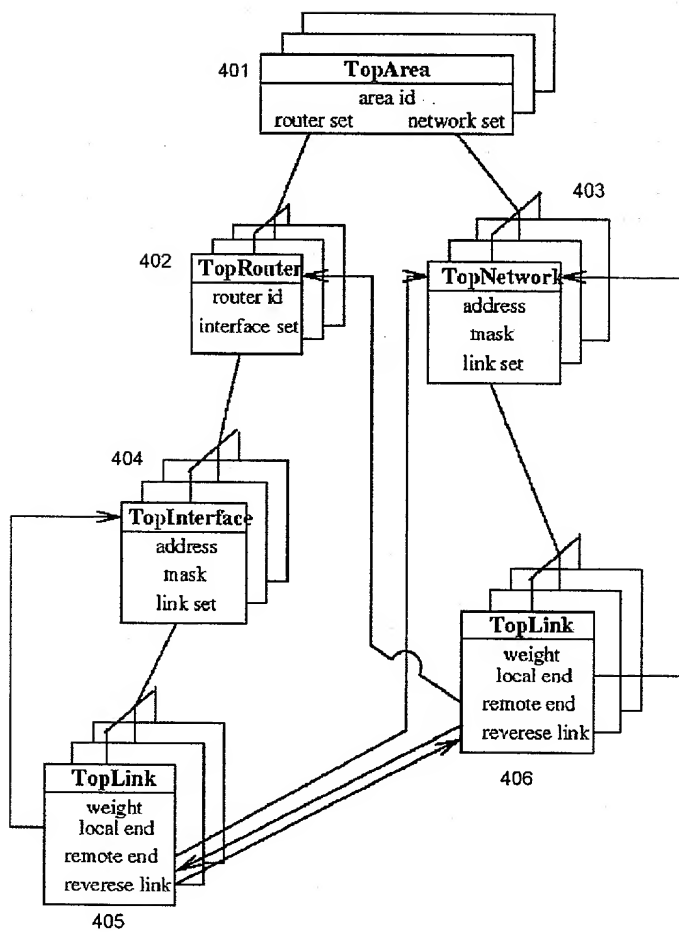 401
TopArea
area id
router set network set
403
402
TopRouter
router id
interface set
TopNetwork
address
mask
link set
404
TopInterface
address
mask
link set
TopLink
weight
local end
remote end
reverese link
406
TopLink
weight
local end
remote end
reverese link
405